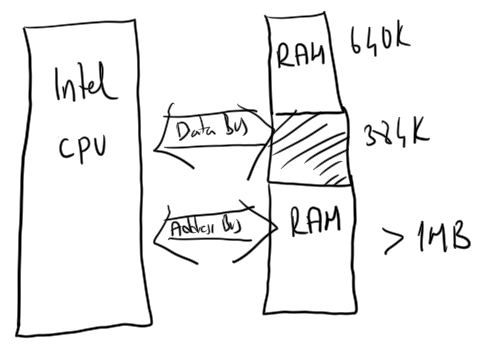 Intel
CPU
Data Bus
Address Bus
RAM
640K
384K
RAM
> 1MB